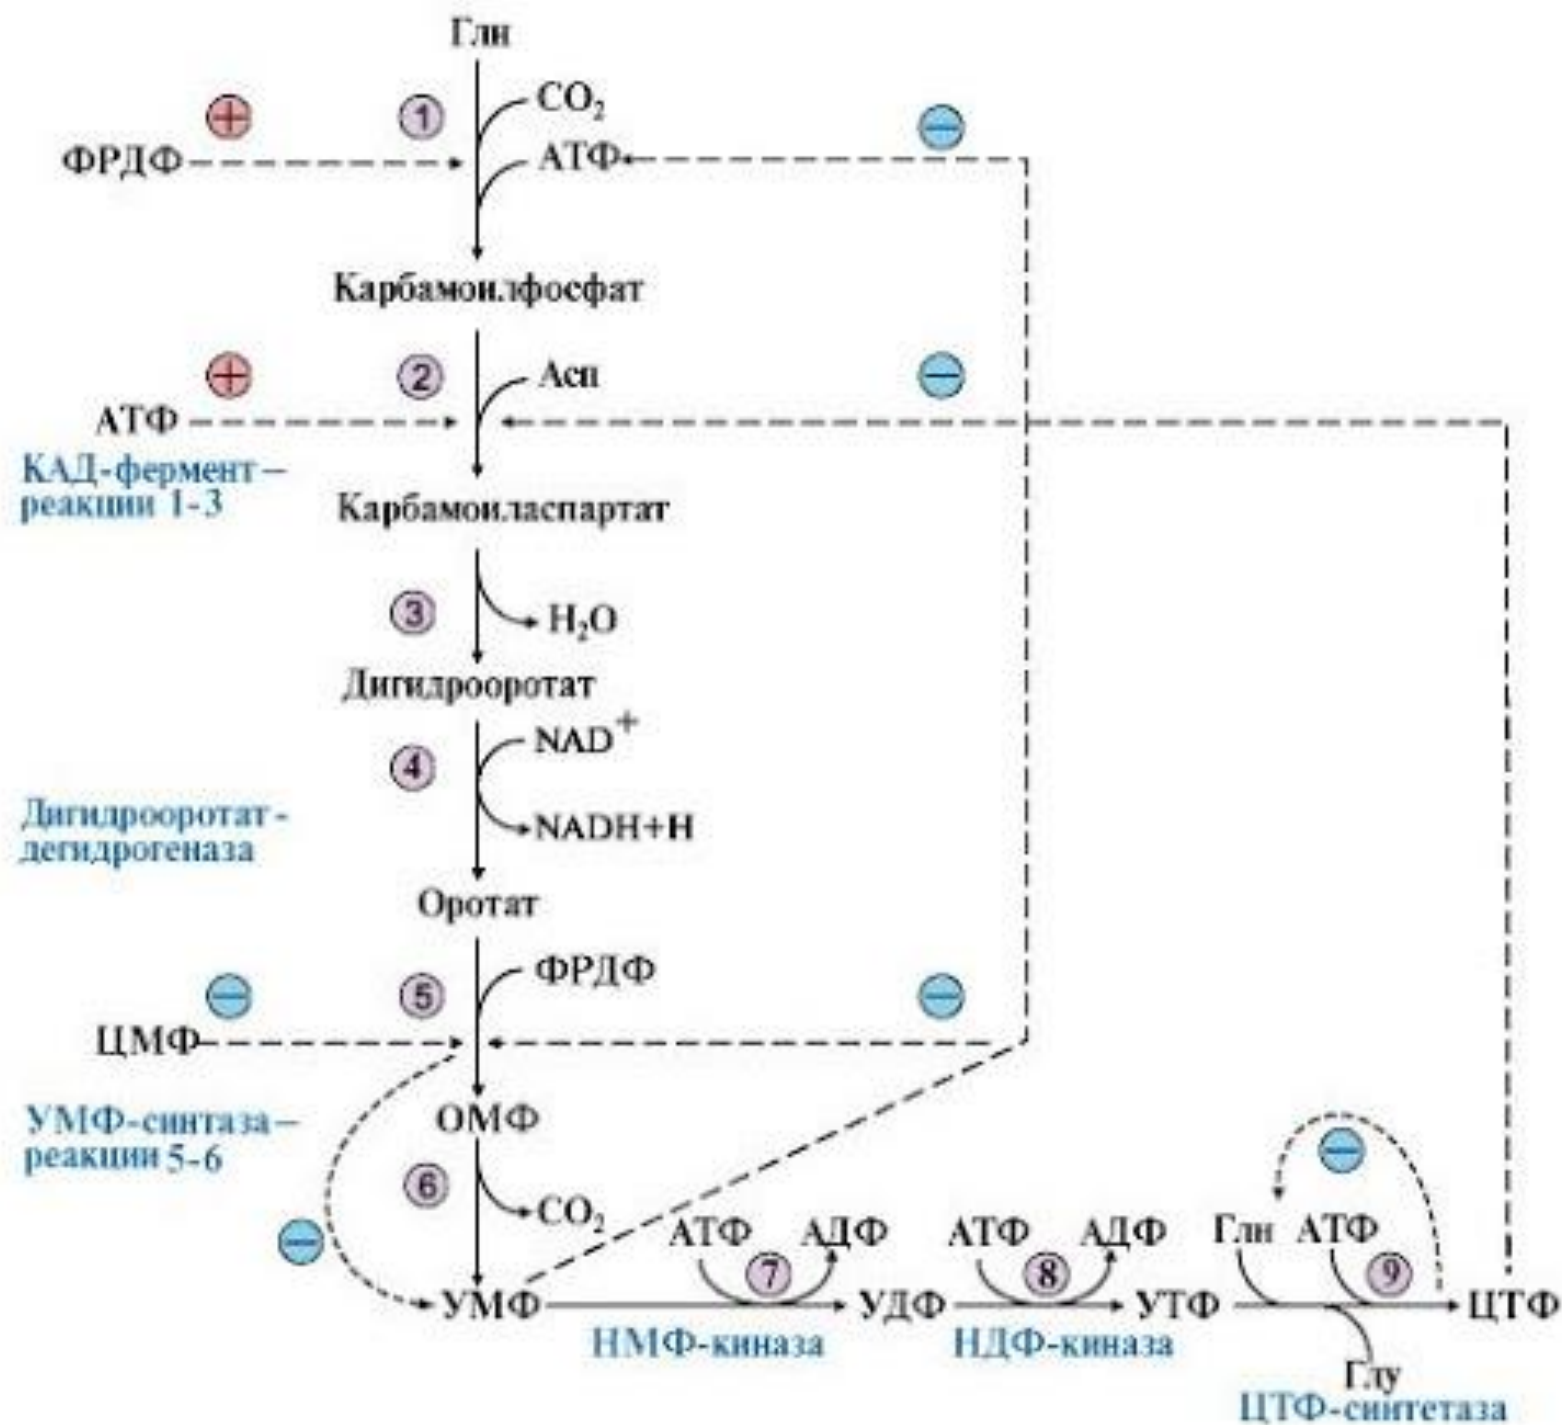 Глн
CO₂
1
ФРДФ
АТФ
Карбамоилфосфат
2
Асп
АТФ
КАД-фермент–
реакции 1-3
Карбамоиласпартат
3
H₂O
Дигидрооротат
NAD⁺
4
Дигидрооротат-
дегидрогеназа
NADH+H
Оротат
ФРДФ
5
ЦМФ
УМФ-синтаза–
реакции 5-6
ОМФ
6
CO₂
АТФ
АДФ
АТФ
АДФ
Глн
АТФ
7
8
9
УМФ
УДФ
УТФ
ЦТФ
НМФ-киназа
НДФ-киназа
Глу
ЦТФ-синтетаза